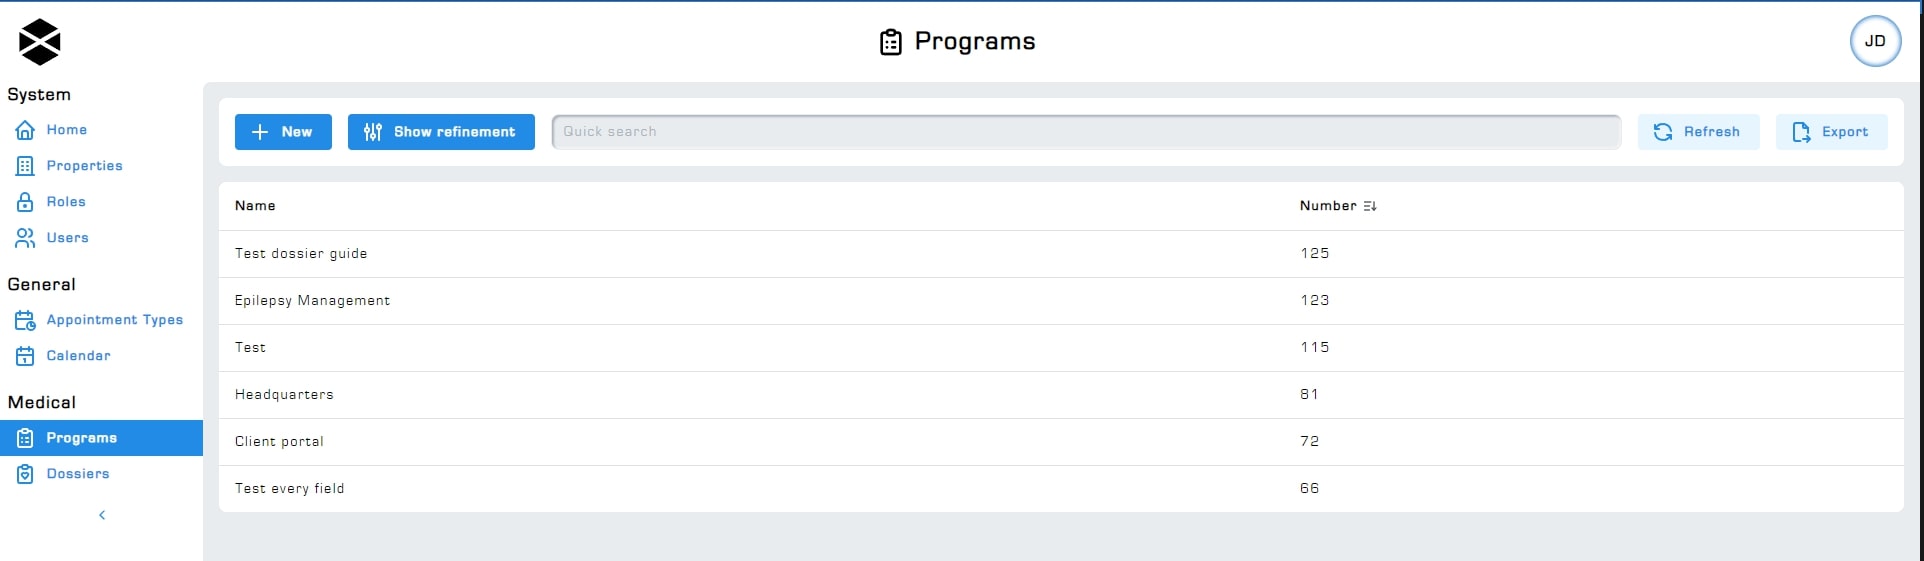 Programs
JD
System
Home
Properties
Roles
Users
General
Appointment Types
Calendar
Medical
Programs
Dossiers
New
Show refinement
Quick search
Refresh
Export
Name Number
Test dossier guide 125
Epilepsy Management 123
Test 115
Headquarters 81
Client portal 72
Test every field 66